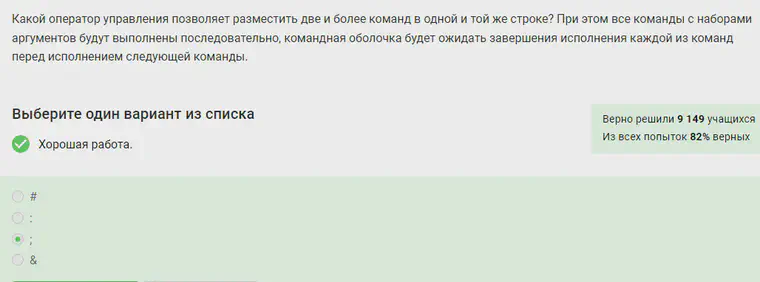 Какой оператор управления позволяет разместить две и более команд в одной и той же строке? При этом все команды с наборами
аргументов будут выполнены последовательно, командная оболочка будет ожидать завершения исполнения каждой из команд
перед исполнением следующей команды.
Выберите один вариант из списка
Верно решили 9 149 учащихся
Из всех попыток 82% верных
Хорошая работа.
#
:
;
&